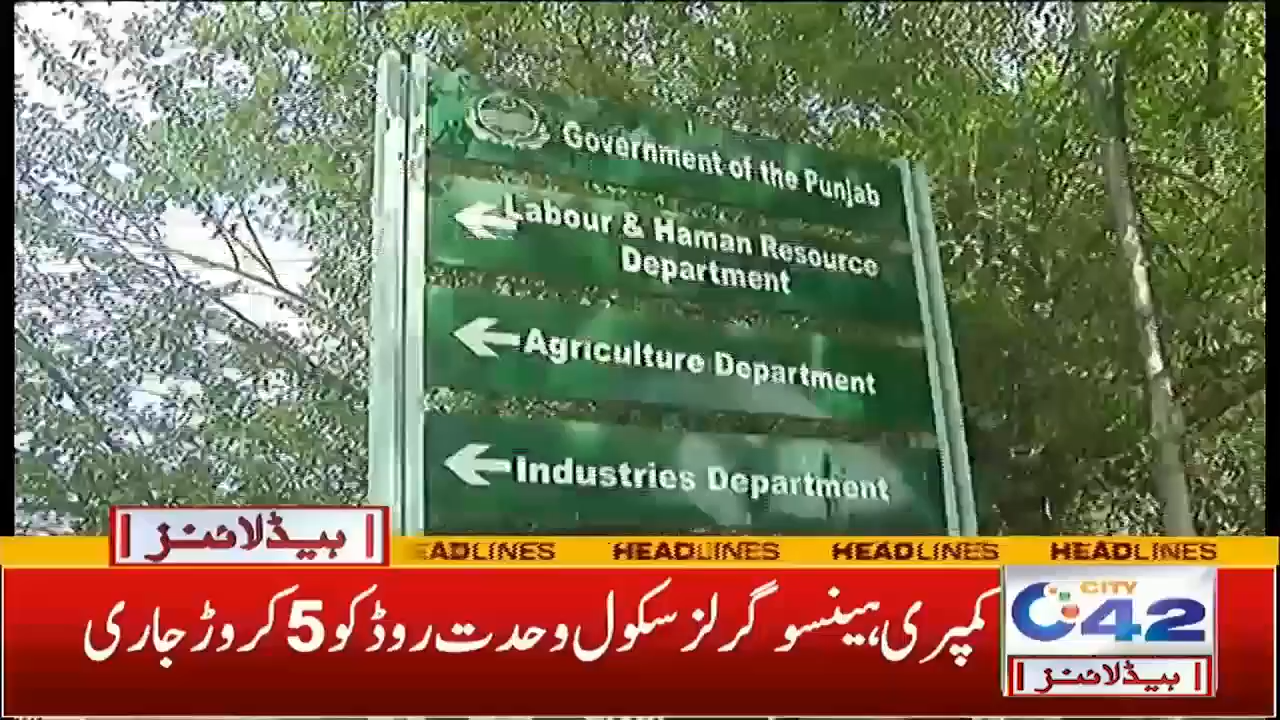 Government of the Punjab
Labour & Haman Resource
Department
Agriculture Department
Industries Department
ہیڈلائنز
EADLINES HEADLINES HEADLINES HEADLINES
کمپری ہینسو گرلز سکول وحدت روڈ کو 5 کروڑ جاری
CITY
42
ہیڈلائنز